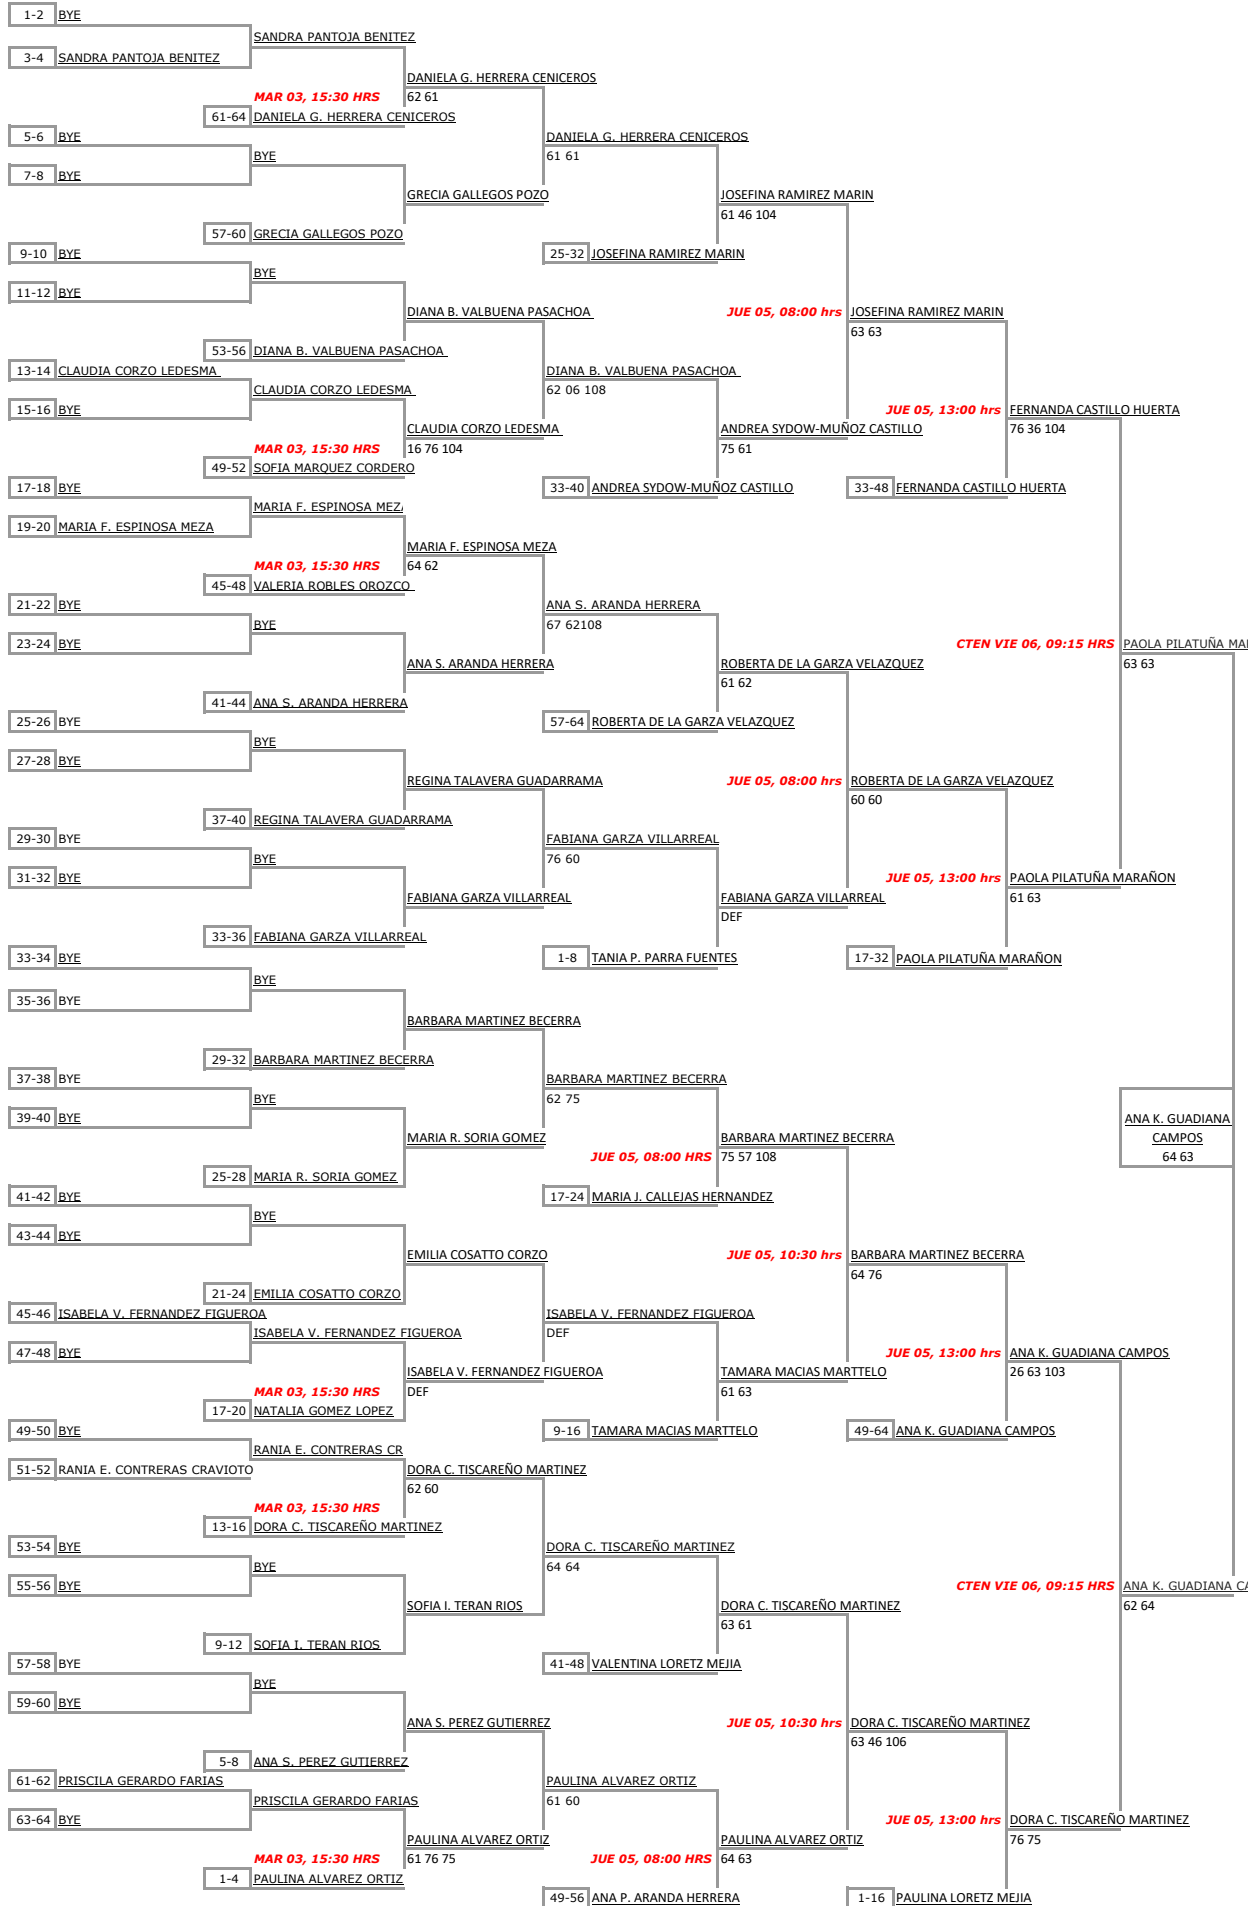 1-2 BYE
SANDRA PANTOJA BENITEZ
3-4 SANDRA PANTOJA BENITEZ
DANIELA G. HERRERA CENICEROS
MAR 03, 15:30 HRS 62 61
61-64 DANIELA G. HERRERA CENICEROS
5-6 BYE DANIELA G. HERRERA CENICEROS
BYE 61 61
7-8 BYE
GRECIA GALLEGOS POZO JOSEFINA RAMIREZ MARIN
61 46 104
57-60 GRECIA GALLEGOS POZO
9-10 BYE 25-32 JOSEFINA RAMIREZ MARIN
BYE
11-12 BYE
DIANA B. VALBUENA PASACHOA JUE 05, 08:00 hrs JOSEFINA RAMIREZ MARIN
63 63
53-56 DIANA B. VALBUENA PASACHOA
13-14 CLAUDIA CORZO LEDESMA DIANA B. VALBUENA PASACHOA
CLAUDIA CORZO LEDESMA 62 06 108
15-16 BYE JUE 05, 13:00 hrs FERNANDA CASTILLO HUERTA
CLAUDIA CORZO LEDESMA ANDREA SYDOW-MUÑOZ CASTILLO 76 36 104
MAR 03, 15:30 HRS 16 76 104 75 61
49-52 SOFIA MARQUEZ CORDERO
17-18 BYE 33-40 ANDREA SYDOW-MUÑOZ CASTILLO 33-48 FERNANDA CASTILLO HUERTA
MARIA F. ESPINOSA MEZ
19-20 MARIA F. ESPINOSA MEZA
MARIA F. ESPINOSA MEZA
MAR 03, 15:30 HRS 64 62
45-48 VALERIA ROBLES OROZCO
21-22 BYE ANA S. ARANDA HERRERA
BYE 67 62108
23-24 BYE CTEN VIE 06, 09:15 HRS PAOLA PILATUÑA MA
ANA S. ARANDA HERRERA ROBERTA DE LA GARZA VELAZQUEZ 63 63
61 62
41-44 ANA S. ARANDA HERRERA
25-26 BYE 57-64 ROBERTA DE LA GARZA VELAZQUEZ
BYE
27-28 BYE
REGINA TALAVERA GUADARRAMA JUE 05, 08:00 hrs ROBERTA DE LA GARZA VELAZQUEZ
60 60
37-40 REGINA TALAVERA GUADARRAMA
29-30 BYE FABIANA GARZA VILLARREAL
BYE 76 60
31-32 BYE JUE 05, 13:00 hrs PAOLA PILATUÑA MARAÑON
FABIANA GARZA VILLARREAL FABIANA GARZA VILLARREAL 61 63
DEF
33-36 FABIANA GARZA VILLARREAL
33-34 BYE 1-8 TANIA P. PARRA FUENTES 17-32 PAOLA PILATUÑA MARAÑON
BYE
35-36 BYE
BARBARA MARTINEZ BECERRA
29-32 BARBARA MARTINEZ BECERRA
37-38 BYE BARBARA MARTINEZ BECERRA
BYE 62 75
39-40 BYE ANA K. GUADIANA
MARIA R. SORIA GOMEZ BARBARA MARTINEZ BECERRA CAMPOS
JUE 05, 08:00 HRS 75 57 108 64 63
25-28 MARIA R. SORIA GOMEZ
41-42 BYE 17-24 MARIA J. CALLEJAS HERNANDEZ
BYE
43-44 BYE
EMILIA COSATTO CORZO JUE 05, 10:30 hrs BARBARA MARTINEZ BECERRA
64 76
21-24 EMILIA COSATTO CORZO
45-46 ISABELA V. FERNANDEZ FIGUEROA ISABELA V. FERNANDEZ FIGUEROA
ISABELA V. FERNANDEZ FIGUEROA DEF
47-48 BYE JUE 05, 13:00 hrs ANA K. GUADIANA CAMPOS
ISABELA V. FERNANDEZ FIGUEROA TAMARA MACIAS MARTTELO 26 63 103
MAR 03, 15:30 HRS DEF 61 63
17-20 NATALIA GOMEZ LOPEZ
49-50 BYE 9-16 TAMARA MACIAS MARTTELO 49-64 ANA K. GUADIANA CAMPOS
RANIA E. CONTRERAS CR
51-52 RANIA E. CONTRERAS CRAVIOTO DORA C. TISCAREÑO MARTINEZ
62 60
MAR 03, 15:30 HRS
13-16 DORA C. TISCAREÑO MARTINEZ
53-54 BYE DORA C. TISCAREÑO MARTINEZ
BYE 64 64
55-56 BYE CTEN VIE 06, 09:15 HRS ANA K. GUADIANA CA
SOFIA I. TERAN RIOS DORA C. TISCAREÑO MARTINEZ 62 64
63 61
9-12 SOFIA I. TERAN RIOS
57-58 BYE 41-48 VALENTINA LORETZ MEJIA
BYE
59-60 BYE
ANA S. PEREZ GUTIERREZ JUE 05, 10:30 hrs DORA C. TISCAREÑO MARTINEZ
63 46 106
5-8 ANA S. PEREZ GUTIERREZ
61-62 PRISCILA GERARDO FARIAS PAULINA ALVAREZ ORTIZ
PRISCILA GERARDO FARIAS 61 60
63-64 BYE JUE 05, 13:00 hrs DORA C. TISCAREÑO MARTINEZ
PAULINA ALVAREZ ORTIZ PAULINA ALVAREZ ORTIZ 76 75
MAR 03, 15:30 HRS 61 76 75 JUE 05, 08:00 HRS 64 63
1-4 PAULINA ALVAREZ ORTIZ
49-56 ANA P. ARANDA HERRERA 1-16 PAULINA LORETZ MEJIA